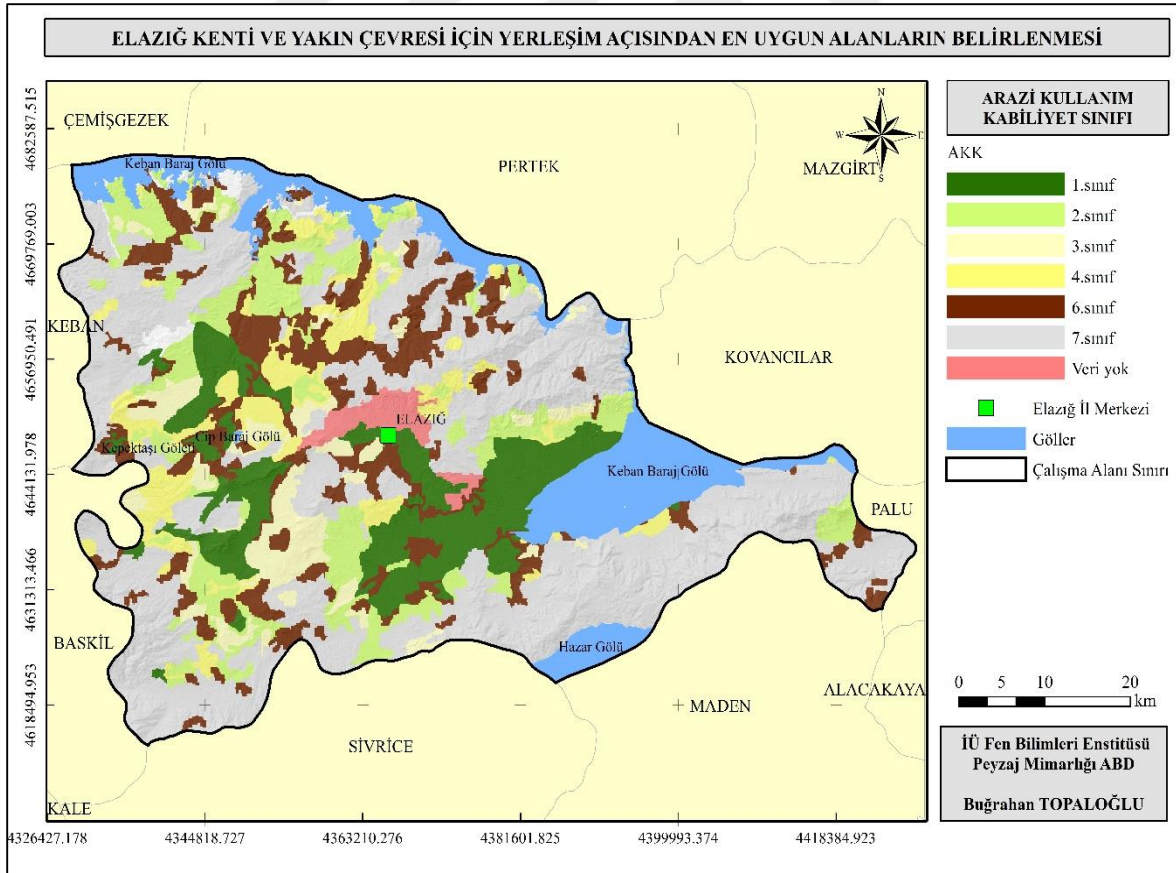 ELAZIĞ KENTİ VE YAKIN ÇEVRESİ İÇİN YERLEŞİM AÇISINDAN EN UYGUN ALANLARIN BELİRLENMESİ
ÇEMİŞGEZEK
Keban Baraj Gölü
PERTEK
MAZGİRT
KEBAN
KOVANCILAR
ELAZIĞ
Cip Baraj Gölü
Kepektaşı Göleti
Keban Baraj Gölü
PALU
BASKİL
Hazar Gölü
ALACAKAYA
MADEN
SİVRİCE
KALE
4682587.515
4669769.003
4656950.491
4644131.978
4631313.466
4618494.953
4326427.178
4344818.727
4363210.276
4381601.825
4399993.374
4418384.923
N
W
E
S
ARAZİ KULLANIM
KABİLİYET SINIFI
AKK
1.sınıf
2.sınıf
3.sınıf
4.sınıf
6.sınıf
7.sınıf
Veri yok
Elazığ İl Merkezi
Göller
Çalışma Alanı Sınırı
0 5 10 20
km
İÜ Fen Bilimleri Enstitüsü
Peyzaj Mimarlığı ABD
Buğrahan TOPALOĞLU